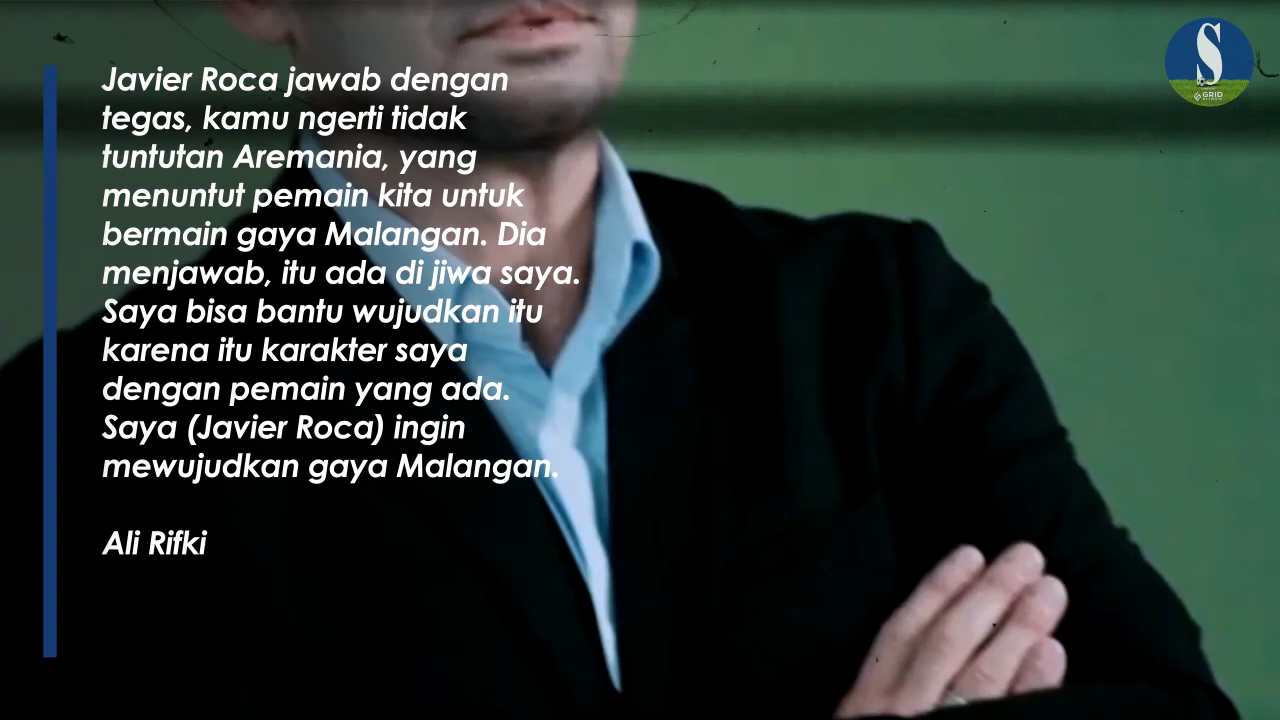 Javier Roca jawab dengan
tegas, kamu ngerti tidak
tuntutan Aremania, yang
menuntut pemain kita untuk
bermain gaya Malangan. Dia
menjawab, itu ada di jiwa saya.
Saya bisa bantu wujudkan itu
karena itu karakter saya
dengan pemain yang ada.
Saya (Javier Roca) ingin
mewujudkan gaya Malangan.
Ali Rifki
S
GRID